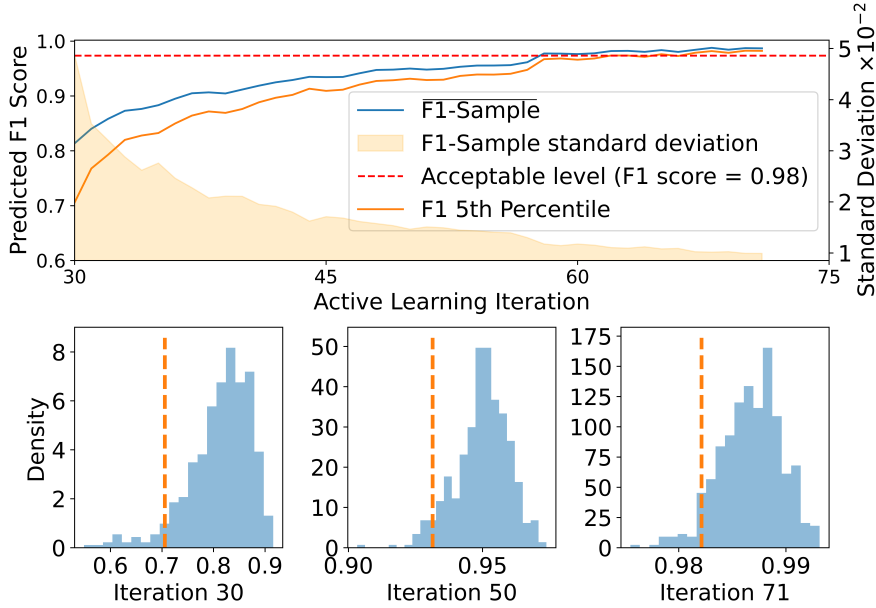 1.0
0.9
0.8
0.7
0.6
Predicted F1 Score
5
4
3
2
1
Standard Deviation ×10⁻²
F1-Sample
F1-Sample standard deviation
Acceptable level (F1 score = 0.98)
F1 5th Percentile
30 45 60 75
Active Learning Iteration
8
6
4
2
0
Density
0.6 0.7 0.8 0.9
Iteration 30
50
40
30
20
10
0
0.90 0.95
Iteration 50
175
150
125
100
75
50
25
0
0.98 0.99
Iteration 71